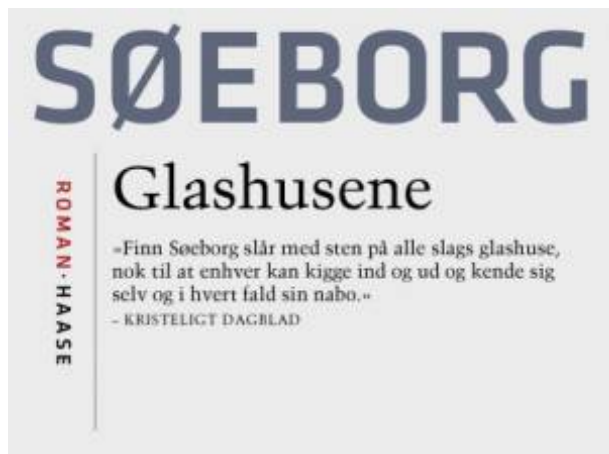 SØEBORG
Glashusene
ROMAN·HAASE
»Finn Søeborg slår med sten på alle slags glashuse,
nok til at enhver kan kigge ind og ud og kende sig
selv og i hvert fald sin nabo.«
– KRISTELIGT DAGBLAD